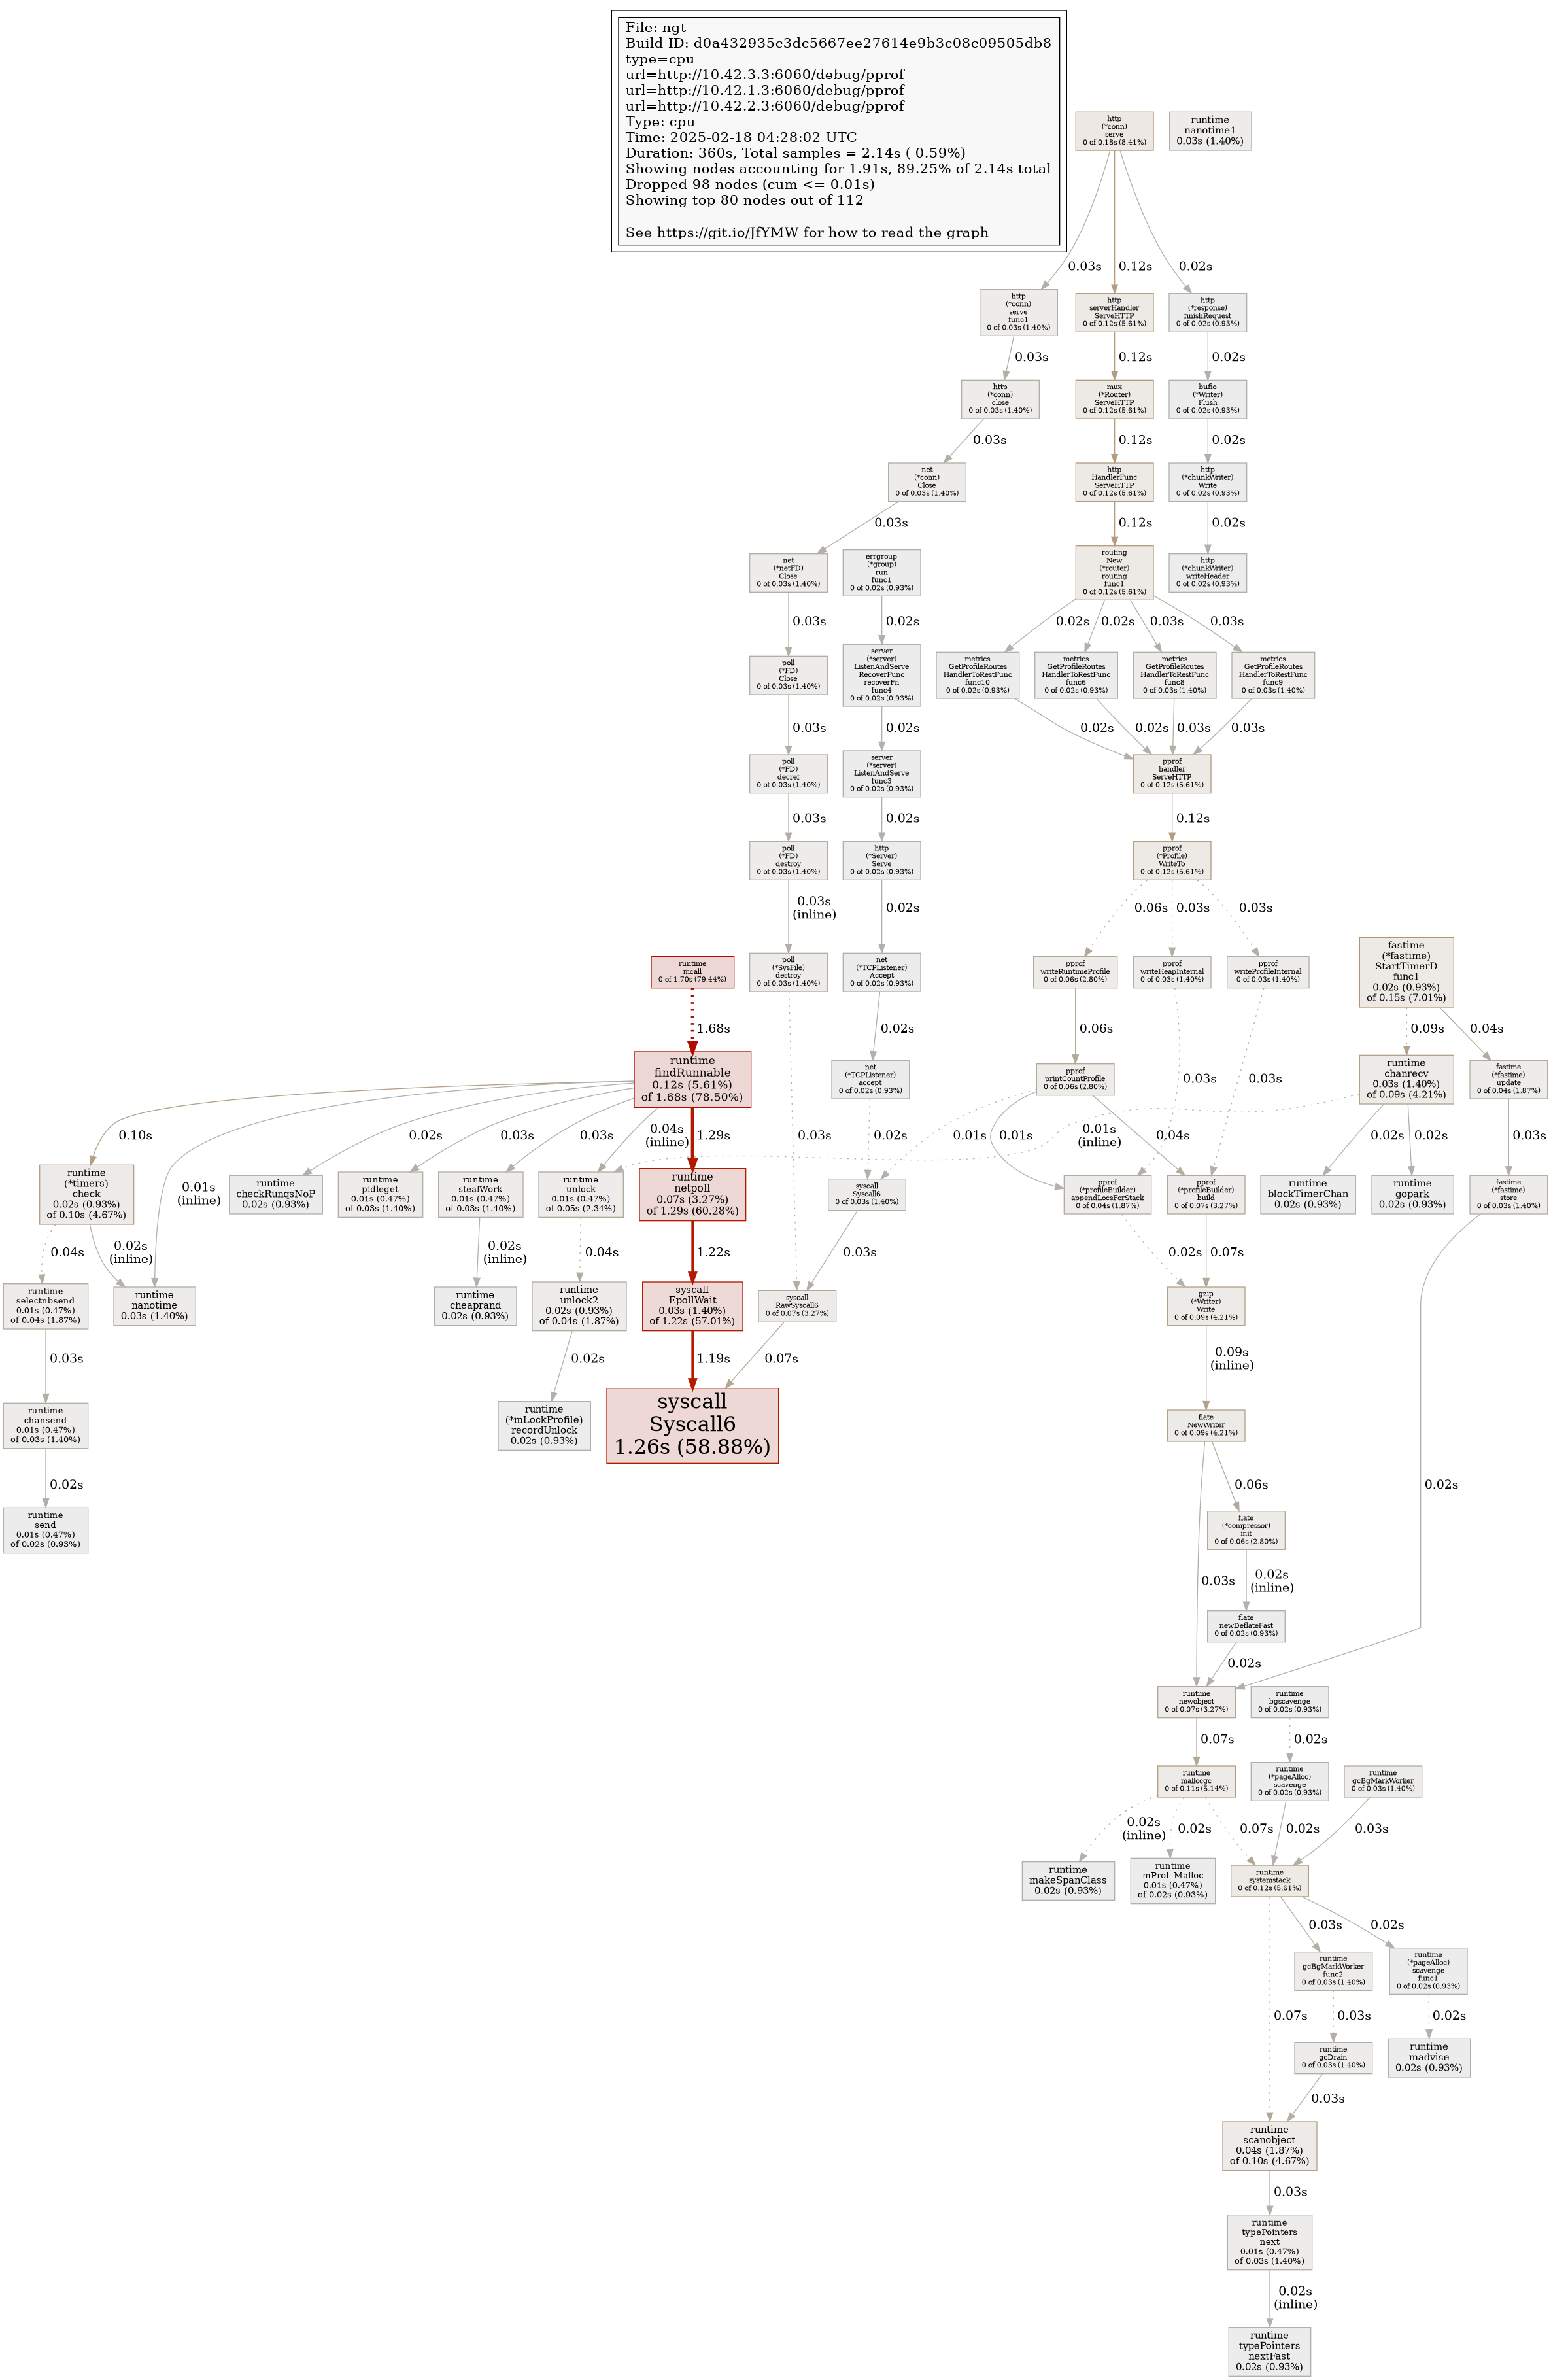 File: ngt
Build ID: d0a432935c3dc5667ee27614e9b3c08c09505db8
type=cpu
url=http://10.42.3.3:6060/debug/pprof
url=http://10.42.1.3:6060/debug/pprof
url=http://10.42.2.3:6060/debug/pprof
Type: cpu
Time: 2025-02-18 04:28:02 UTC
Duration: 360s, Total samples = 2.14s ( 0.59%)
Showing nodes accounting for 1.91s, 89.25% of 2.14s total
Dropped 98 nodes (cum <= 0.01s)
Showing top 80 nodes out of 112
See https://git.io/JfYMW for how to read the graph
http
(*conn)
serve
0 of 0.18s (8.41%)
runtime
nanotime1
0.03s (1.40%)
0.03s
0.12s
0.02s
http
(*conn)
serve
func1
0 of 0.03s (1.40%)
http
serverHandler
ServeHTTP
0 of 0.12s (5.61%)
http
(*response)
finishRequest
0 of 0.02s (0.93%)
0.03s
0.12s
0.02s
http
(*conn)
close
0 of 0.03s (1.40%)
mux
(*Router)
ServeHTTP
0 of 0.12s (5.61%)
bufio
(*Writer)
Flush
0 of 0.02s (0.93%)
0.03s
0.12s
0.02s
net
(*conn)
Close
0 of 0.03s (1.40%)
http
HandlerFunc
ServeHTTP
0 of 0.12s (5.61%)
http
(*chunkWriter)
Write
0 of 0.02s (0.93%)
0.03s
0.12s
0.02s
net
(*netFD)
Close
0 of 0.03s (1.40%)
errgroup
(*group)
run
func1
0 of 0.02s (0.93%)
routing
New
(*router)
routing
func1
0 of 0.12s (5.61%)
http
(*chunkWriter)
writeHeader
0 of 0.02s (0.93%)
0.03s
0.02s
0.02s
0.02s
0.03s
0.03s
poll
(*FD)
Close
0 of 0.03s (1.40%)
server
(*server)
ListenAndServe
RecoverFunc
recoverFn
func4
0 of 0.02s (0.93%)
metrics
GetProfileRoutes
HandlerToRestFunc
func10
0 of 0.02s (0.93%)
metrics
GetProfileRoutes
HandlerToRestFunc
func6
0 of 0.02s (0.93%)
metrics
GetProfileRoutes
HandlerToRestFunc
func8
0 of 0.03s (1.40%)
metrics
GetProfileRoutes
HandlerToRestFunc
func9
0 of 0.03s (1.40%)
0.03s
0.02s
0.02s
0.02s
0.03s
0.03s
poll
(*FD)
decref
0 of 0.03s (1.40%)
server
(*server)
ListenAndServe
func3
0 of 0.02s (0.93%)
pprof
handler
ServeHTTP
0 of 0.12s (5.61%)
0.03s
0.02s
0.12s
poll
(*FD)
destroy
0 of 0.03s (1.40%)
http
(*Server)
Serve
0 of 0.02s (0.93%)
pprof
(*Profile)
WriteTo
0 of 0.12s (5.61%)
0.03s
(inline)
0.02s
0.06s
0.03s
0.03s
runtime
mcall
0 of 1.70s (79.44%)
poll
(*SysFile)
destroy
0 of 0.03s (1.40%)
net
(*TCPListener)
Accept
0 of 0.02s (0.93%)
pprof
writeRuntimeProfile
0 of 0.06s (2.80%)
pprof
writeHeapInternal
0 of 0.03s (1.40%)
pprof
writeProfileInternal
0 of 0.03s (1.40%)
fastime
(*fastime)
StartTimerD
func1
0.02s (0.93%)
of 0.15s (7.01%)
1.68s
0.02s
0.06s
0.09s
0.04s
runtime
findRunnable
0.12s (5.61%)
of 1.68s (78.50%)
net
(*TCPListener)
accept
0 of 0.02s (0.93%)
pprof
printCountProfile
0 of 0.06s (2.80%)
0.03s
0.03s
runtime
chanrecv
0.03s (1.40%)
of 0.09s (4.21%)
fastime
(*fastime)
update
0 of 0.04s (1.87%)
0.10s
0.01s
(inline)
0.02s
0.03s
0.03s
0.04s
(inline)
1.29s
0.03s
0.02s
0.01s
0.01s
0.01s
(inline)
0.04s
0.02s
0.02s
0.03s
runtime
(*timers)
check
0.02s (0.93%)
of 0.10s (4.67%)
runtime
checkRunqsNoP
0.02s (0.93%)
runtime
pidleget
0.01s (0.47%)
of 0.03s (1.40%)
runtime
stealWork
0.01s (0.47%)
of 0.03s (1.40%)
runtime
unlock
0.01s (0.47%)
of 0.05s (2.34%)
runtime
netpoll
0.07s (3.27%)
of 1.29s (60.28%)
syscall
Syscall6
0 of 0.03s (1.40%)
pprof
(*profileBuilder)
appendLocsForStack
0 of 0.04s (1.87%)
pprof
(*profileBuilder)
build
0 of 0.07s (3.27%)
runtime
blockTimerChan
0.02s (0.93%)
runtime
gopark
0.02s (0.93%)
fastime
(*fastime)
store
0 of 0.03s (1.40%)
0.04s
0.02s
(inline)
0.02s
(inline)
0.04s
1.22s
0.03s
0.02s
0.07s
runtime
selectnbsend
0.01s (0.47%)
of 0.04s (1.87%)
runtime
nanotime
0.03s (1.40%)
runtime
cheaprand
0.02s (0.93%)
runtime
unlock2
0.02s (0.93%)
of 0.04s (1.87%)
syscall
EpollWait
0.03s (1.40%)
of 1.22s (57.01%)
syscall
RawSyscall6
0 of 0.07s (3.27%)
gzip
(*Writer)
Write
0 of 0.09s (4.21%)
0.03s
0.02s
1.19s
0.07s
0.09s
(inline)
runtime
chansend
0.01s (0.47%)
of 0.03s (1.40%)
runtime
(*mLockProfile)
recordUnlock
0.02s (0.93%)
syscall
Syscall6
1.26s (58.88%)
flate
NewWriter
0 of 0.09s (4.21%)
0.02s
0.06s
0.02s
runtime
send
0.01s (0.47%)
of 0.02s (0.93%)
flate
(*compressor)
init
0 of 0.06s (2.80%)
0.03s
0.02s
(inline)
flate
newDeflateFast
0 of 0.02s (0.93%)
0.02s
runtime
newobject
0 of 0.07s (3.27%)
runtime
bgscavenge
0 of 0.02s (0.93%)
0.07s
0.02s
runtime
mallocgc
0 of 0.11s (5.14%)
runtime
(*pageAlloc)
scavenge
0 of 0.02s (0.93%)
runtime
gcBgMarkWorker
0 of 0.03s (1.40%)
0.02s
(inline)
0.02s
0.07s
0.02s
0.03s
runtime
makeSpanClass
0.02s (0.93%)
runtime
mProf_Malloc
0.01s (0.47%)
of 0.02s (0.93%)
runtime
systemstack
0 of 0.12s (5.61%)
0.03s
0.02s
runtime
gcBgMarkWorker
func2
0 of 0.03s (1.40%)
runtime
(*pageAlloc)
scavenge
func1
0 of 0.02s (0.93%)
0.07s
0.03s
0.02s
runtime
gcDrain
0 of 0.03s (1.40%)
runtime
madvise
0.02s (0.93%)
0.03s
runtime
scanobject
0.04s (1.87%)
of 0.10s (4.67%)
0.03s
runtime
typePointers
next
0.01s (0.47%)
of 0.03s (1.40%)
0.02s
(inline)
runtime
typePointers
nextFast
0.02s (0.93%)